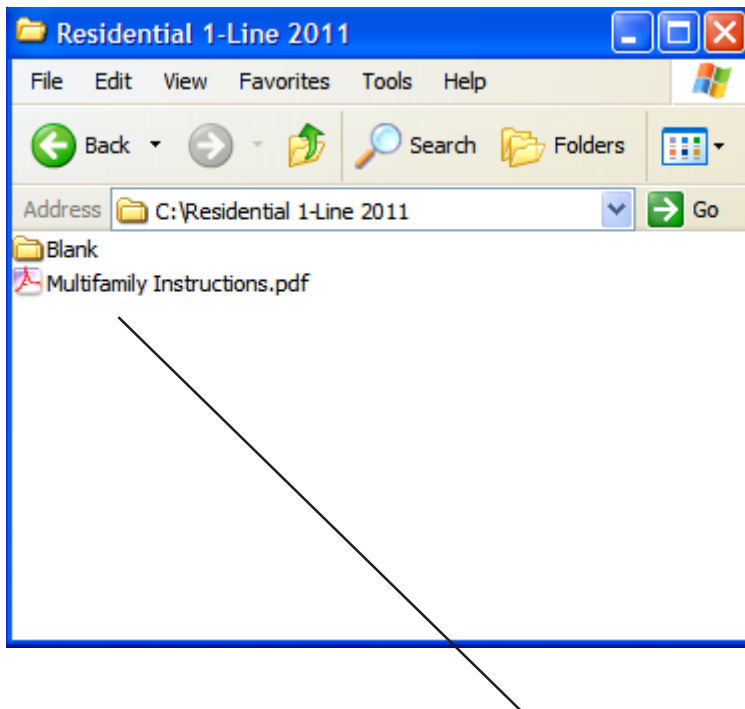 Residential 1-Line 2011
File Edit View Favorites Tools Help
Back Search Folders
Address C:\Residential 1-Line 2011 Go
Blank
Multifamily Instructions.pdf